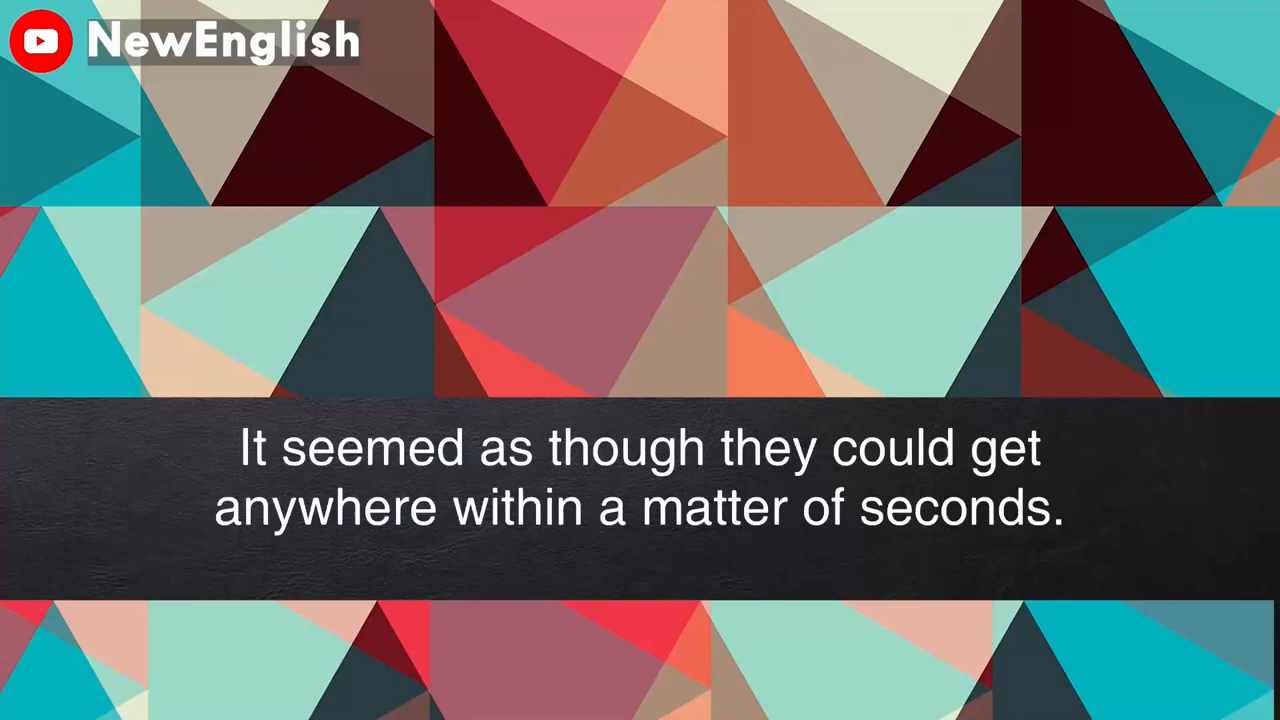 NewEnglish
It seemed as though they could get
anywhere within a matter of seconds.